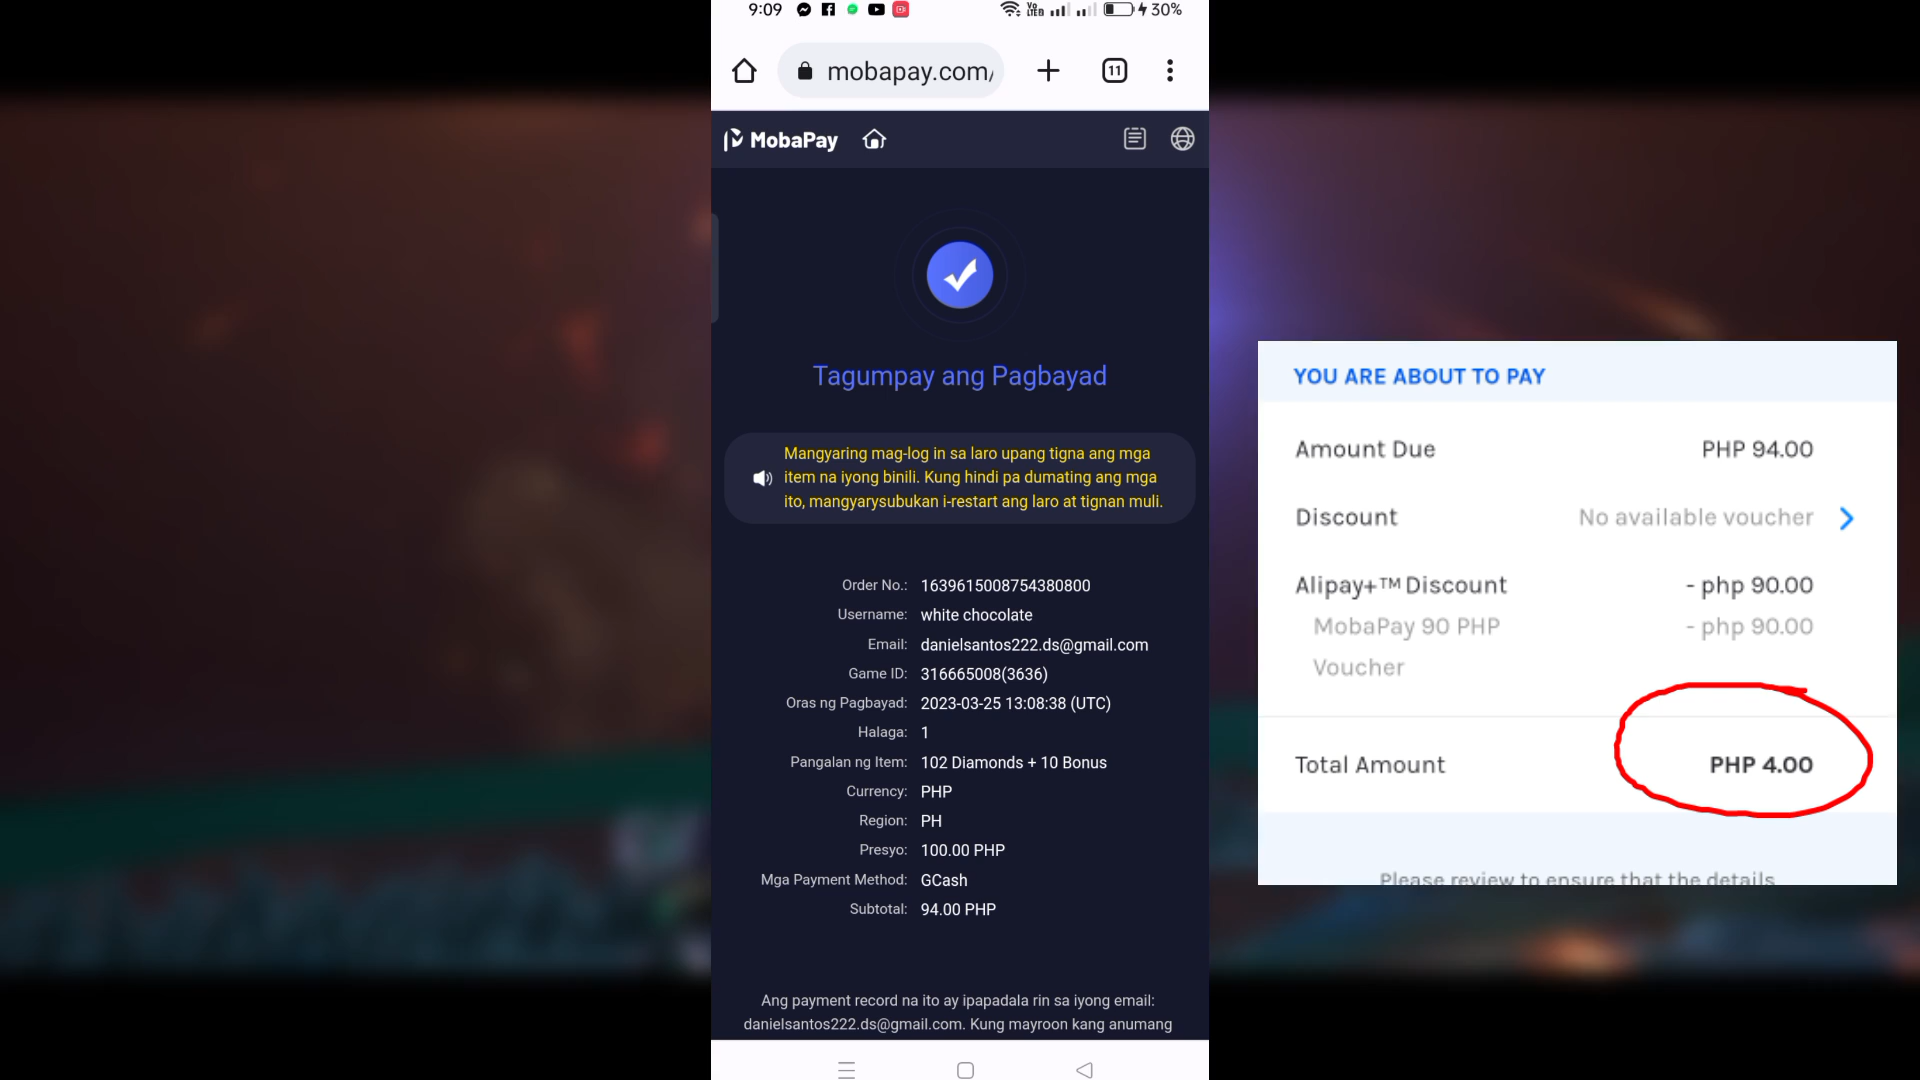 9:09
Vo
LTE2
30%
mobapay.com/
11
MobaPay
Tagumpay ang Pagbayad
Mangyaring mag-log in sa laro upang tigna ang mga
item na iyong binili. Kung hindi pa dumating ang mga
ito, mangyarysubukan i-restart ang laro at tignan muli.
Order No.: 1639615008754380800
Username: white chocolate
Email: danielsantos222.ds@gmail.com
Game ID: 316665008(3636)
Oras ng Pagbayad: 2023-03-25 13:08:38 (UTC)
Halaga: 1
Pangalan ng Item: 102 Diamonds + 10 Bonus
Currency: PHP
Region: PH
Presyo: 100.00 PHP
Mga Payment Method: GCash
Subtotal: 94.00 PHP
Ang payment record na ito ay ipapadala rin sa iyong email:
danielsantos222.ds@gmail.com. Kung mayroon kang anumang
YOU ARE ABOUT TO PAY
Amount Due PHP 94.00
Discount No available voucher
Alipay+™ Discount - php 90.00
MobaPay 90 PHP - php 90.00
Voucher
Total Amount PHP 4.00
Please review to ensure that the details